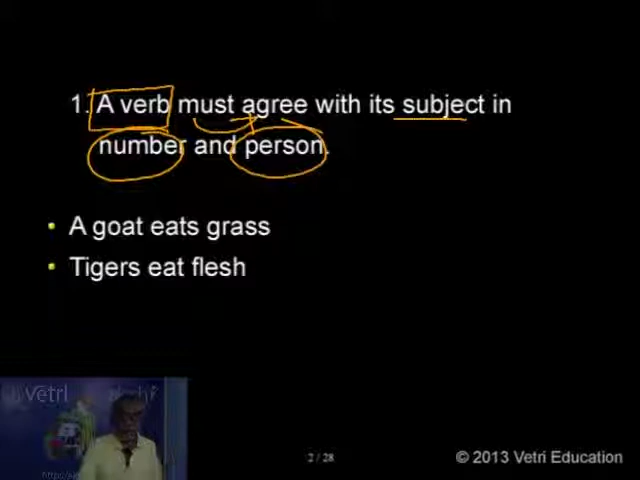 1. A verb must agree with its subject in
number and person.
• A goat eats grass
• Tigers eat flesh
Vetri
2 / 28
© 2013 Vetri Education